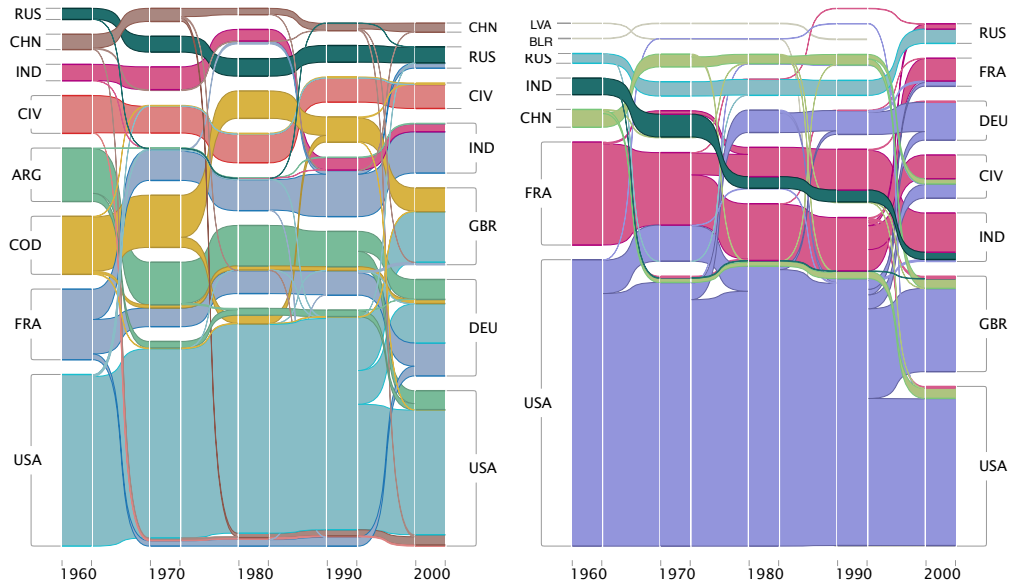 RUS
CHN
IND
CIV
ARG
COD
FRA
USA
CHN
RUS
CIV
IND
GBR
DEU
USA
1960 1970 1980 1990 2000
LVA
BLR
RUS
IND
CHN
FRA
USA
RUS
FRA
DEU
CIV
IND
GBR
USA
1960 1970 1980 1990 2000